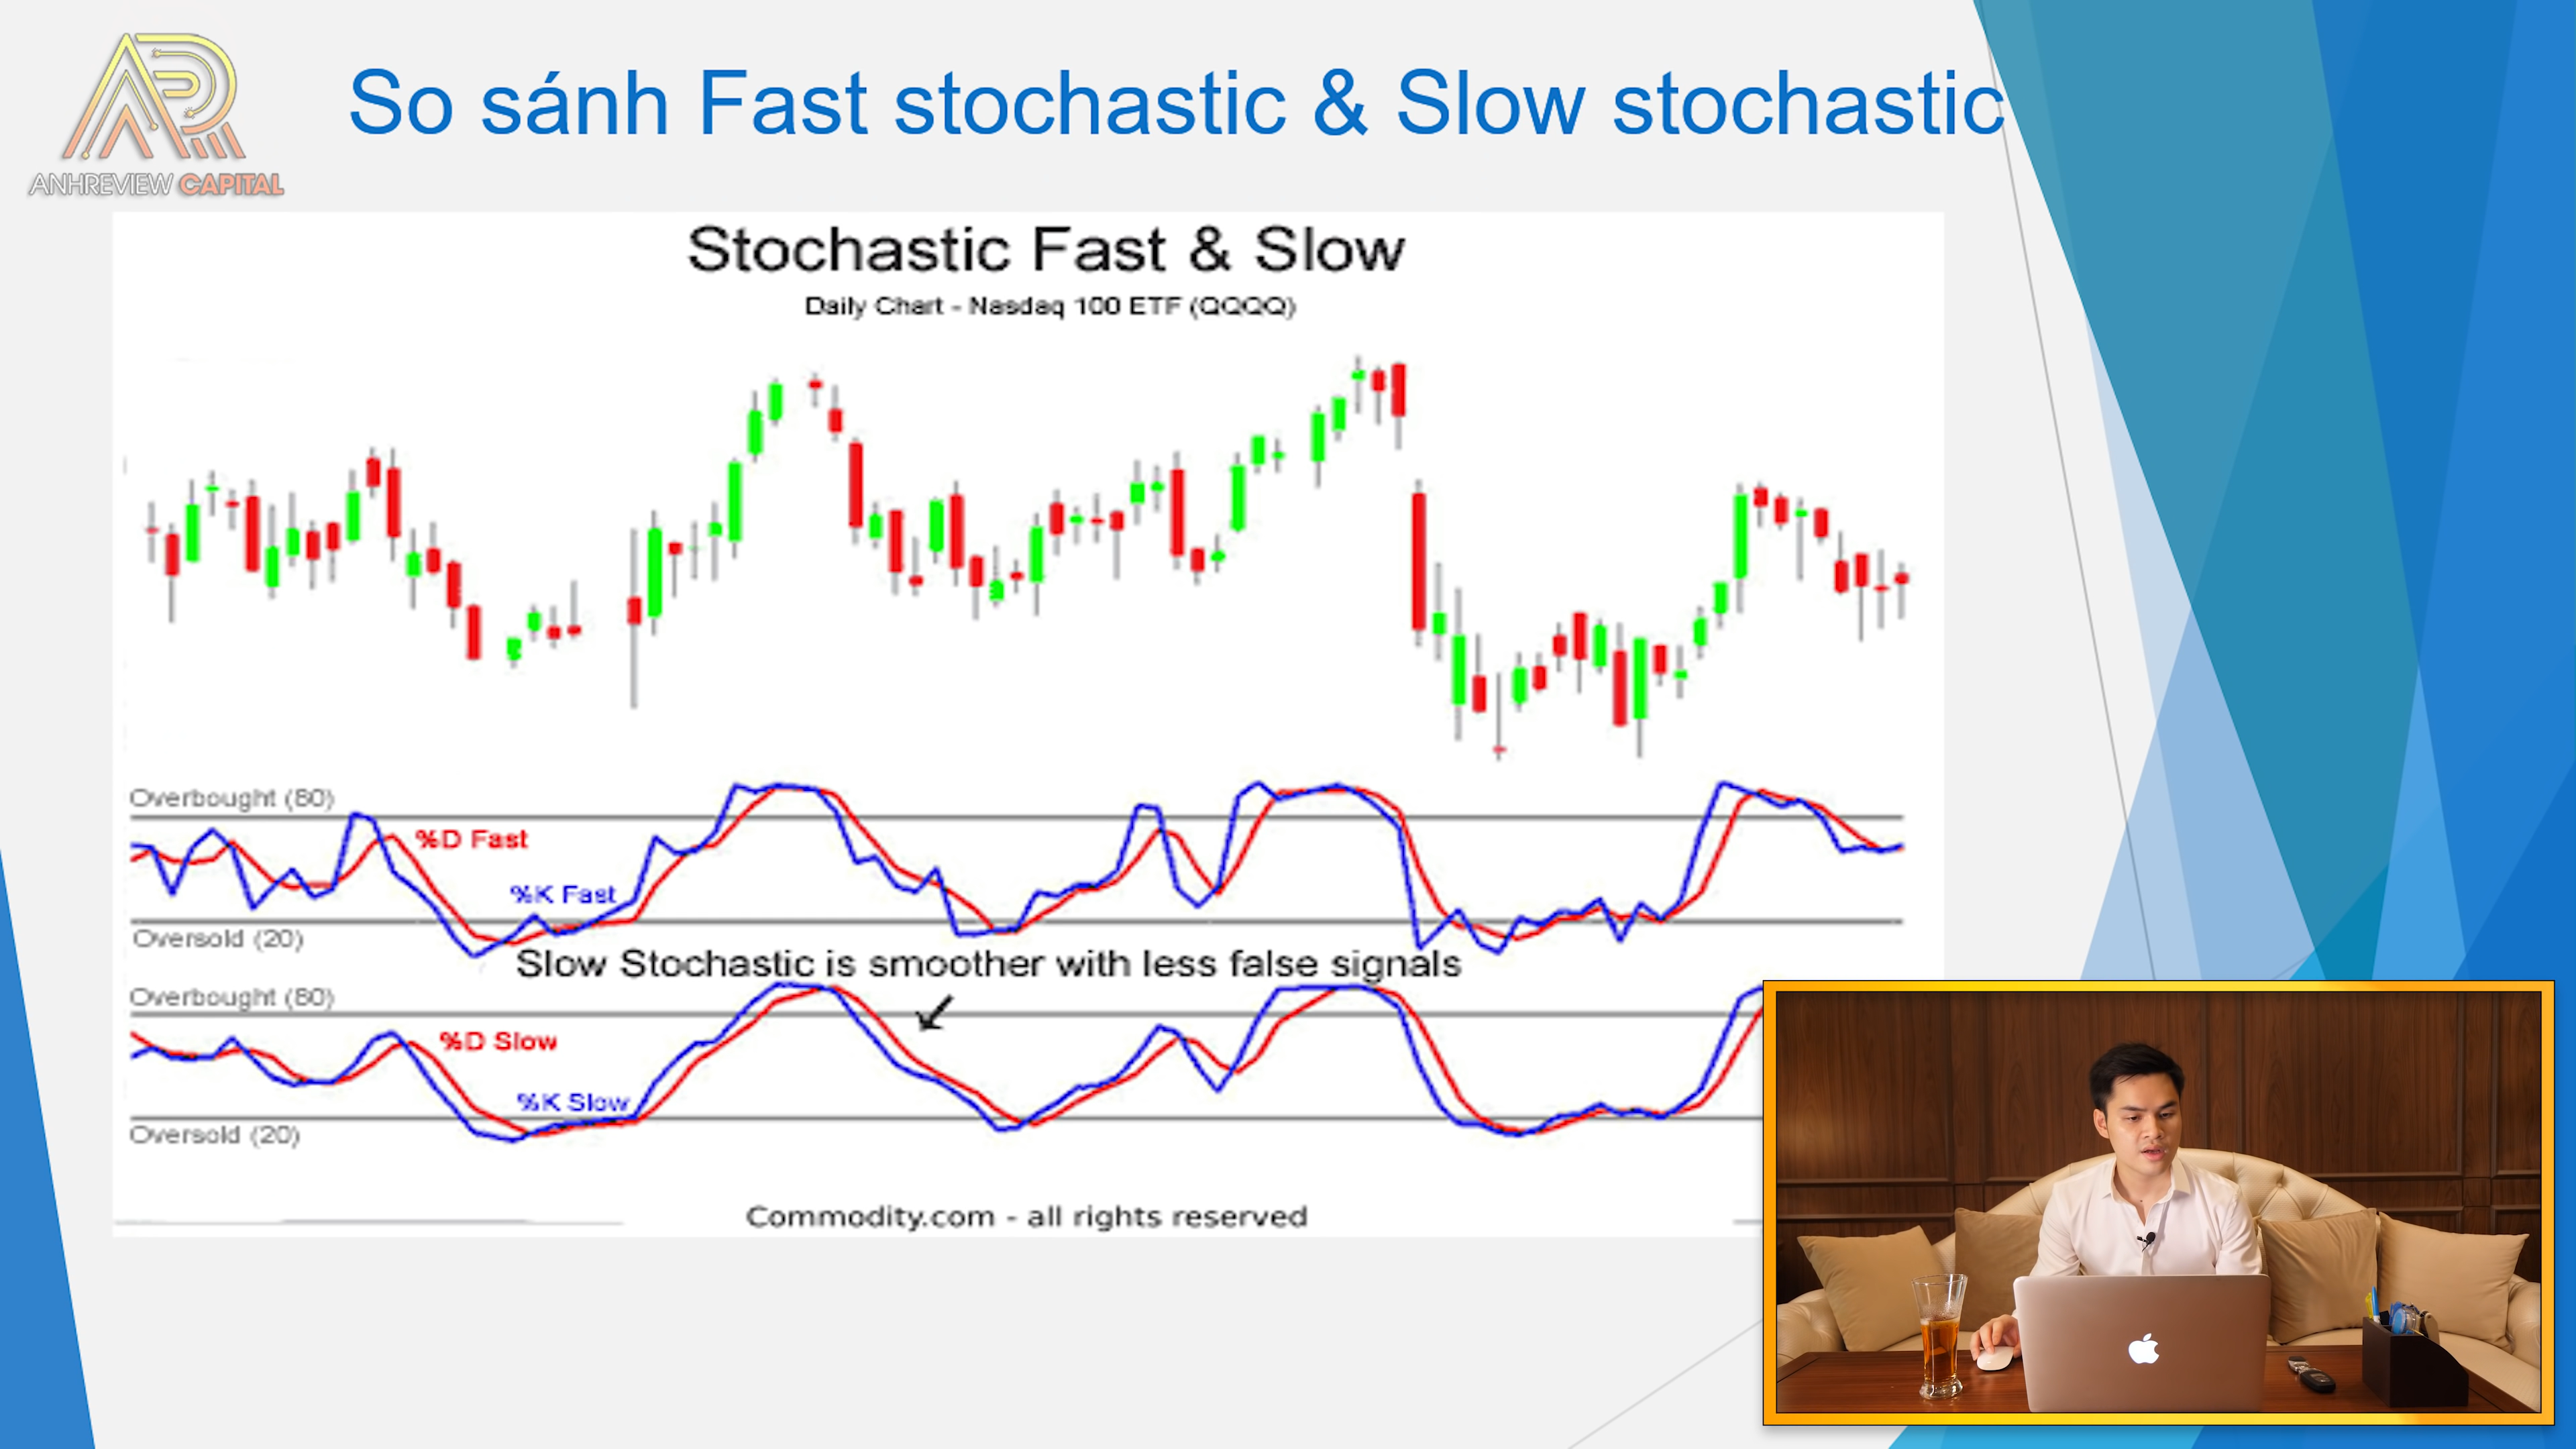 So sánh Fast stochastic & Slow stochastic
ANHREVIEW CAPITAL
Stochastic Fast & Slow
Daily Chart - Nasdaq 100 ETF (QQQQ)
Overbought (80)
%D Fast
%K Fast
Oversold (20)
Slow Stochastic is smoother with less false signals
Overbought (80)
%D Slow
%K Slow
Oversold (20)
Commodity.com - all rights reserved